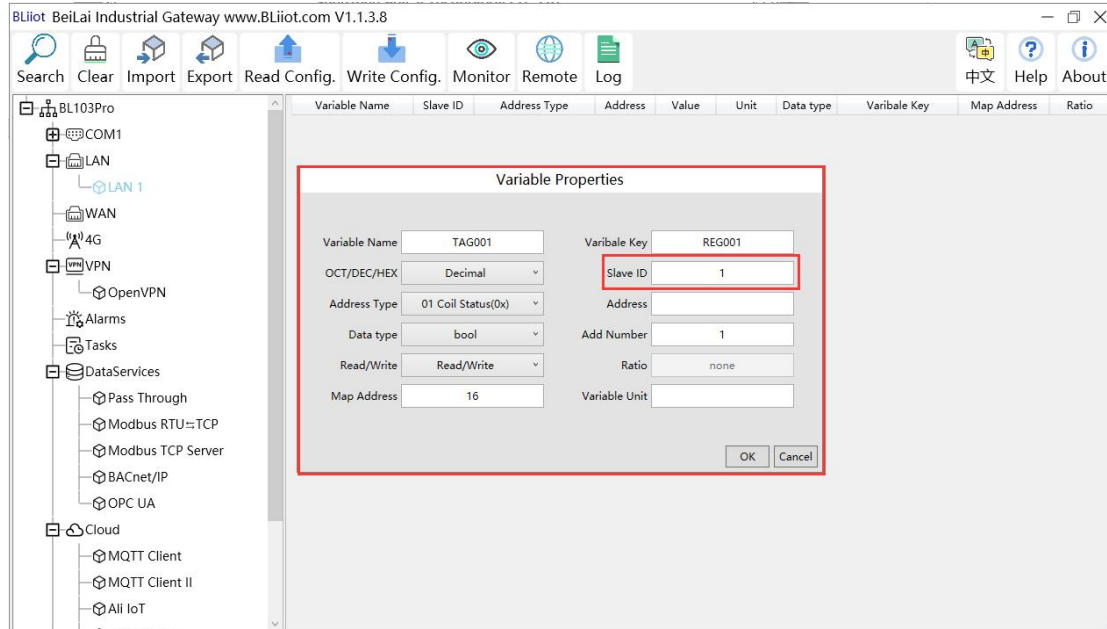 BLiiot BeiLai Industrial Gateway www.BLiiot.com V1.1.3.8
Search Clear Import Export Read Config. Write Config. Monitor Remote Log 中文 Help About
BL103Pro
COM1
LAN
LAN 1
WAN
4G
VPN
OpenVPN
Alarms
Tasks
DataServices
Pass Through
Modbus RTU⇆TCP
Modbus TCP Server
BACnet/IP
OPC UA
Cloud
MQTT Client
MQTT Client II
Ali IoT
Variable Name Slave ID Address Type Address Value Unit Data type Varibale Key Map Address Ratio
Variable Properties
Variable Name TAG001 Varibale Key REG001
OCT/DEC/HEX Decimal Slave ID 1
Address Type 01 Coil Status(0x) Address
Data type bool Add Number 1
Read/Write Read/Write Ratio none
Map Address 16 Variable Unit
OK Cancel